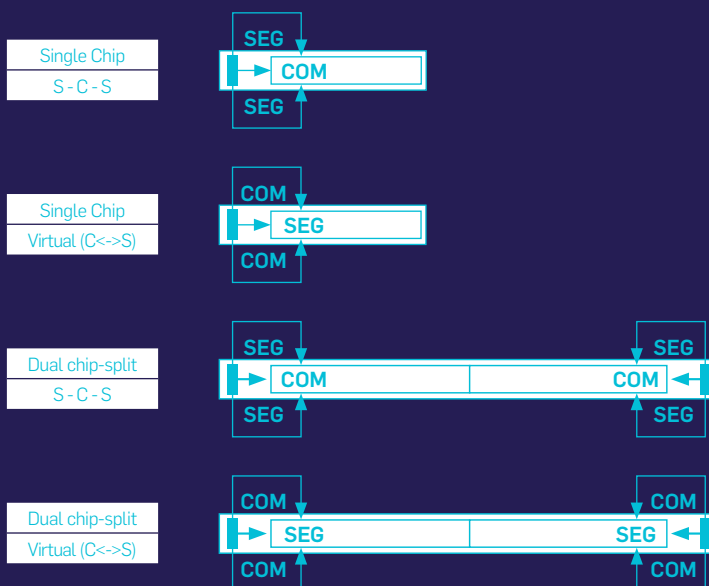 Single Chip
S - C - S
SEG
COM
SEG
Single Chip
Virtual (C<->S)
COM
SEG
COM
Dual chip-split
S - C - S
SEG
SEG
COM
COM
SEG
SEG
Dual chip-split
Virtual (C<->S)
COM
COM
SEG
SEG
COM
COM